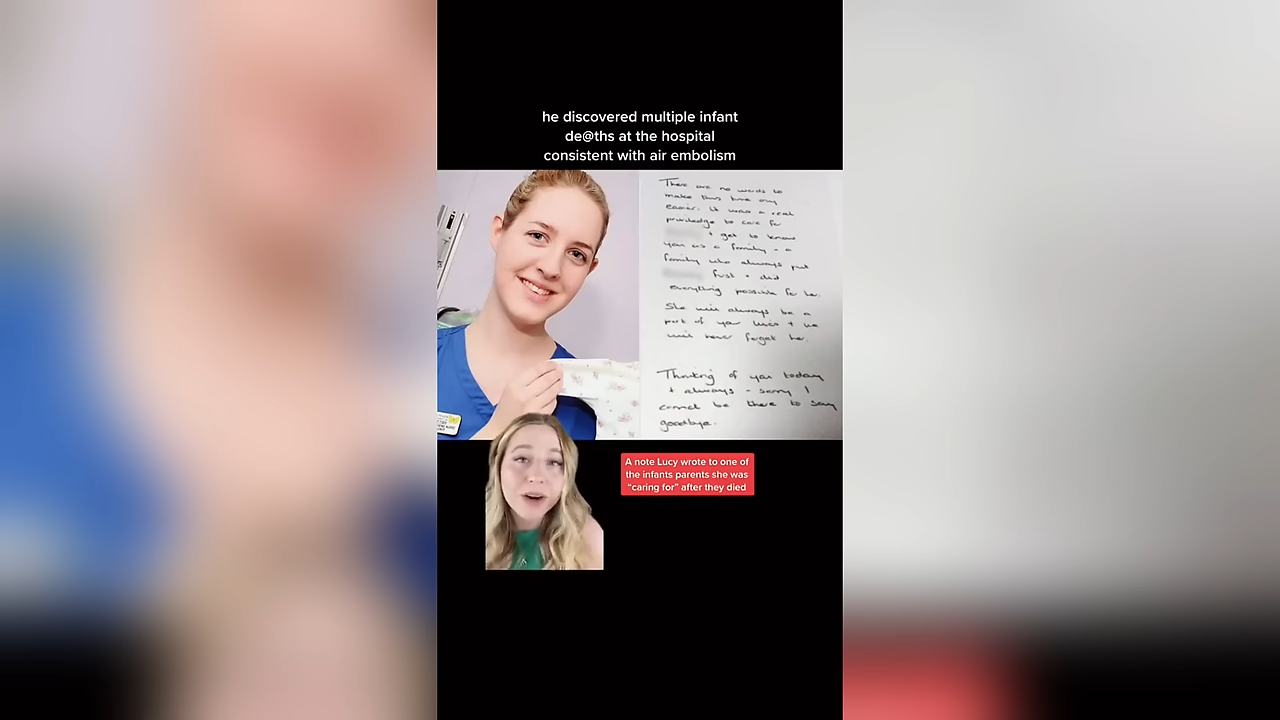 he discovered multiple infant
de@ths at the hospital
consistent with air embolism
There are no words to
make this time any
easier. It was a real
privilege to care for
+ get to know
you as a family - a
family who always put
first + did
everything possible for her.
She will always be a
part of your lives + we
will never forget her.
Thinking of you today
+ always - sorry I
cannot be there to say
goodbye.
A note Lucy wrote to one of
the infants parents she was
"caring for" after they died